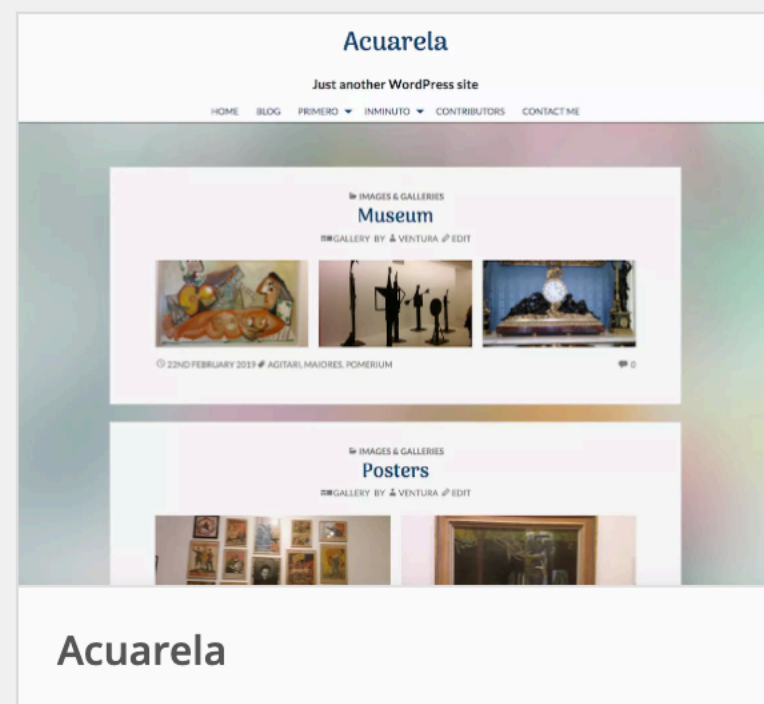 Acuarela
Just another WordPress site
HOME BLOG PRIMERO INMINUTO CONTRIBUTORS CONTACT ME
IMAGES & GALLERIES
Museum
GALLERY BY VENTURA EDIT
22ND FEBRUARY 2019 AGITARI, MAIORES, POMERIUM 0
IMAGES & GALLERIES
Posters
GALLERY BY VENTURA EDIT
Acuarela